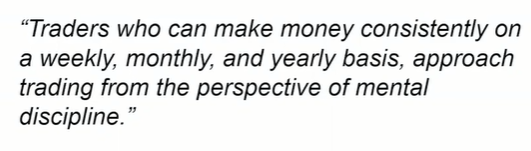 “Traders who can make money consistently on
a weekly, monthly, and yearly basis, approach
trading from the perspective of mental
discipline.”